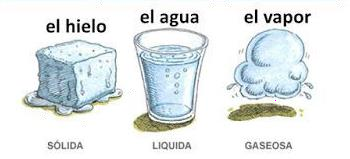 el hielo
el agua
el vapor
SÓLIDA
LIQUIDA
GASEOSA